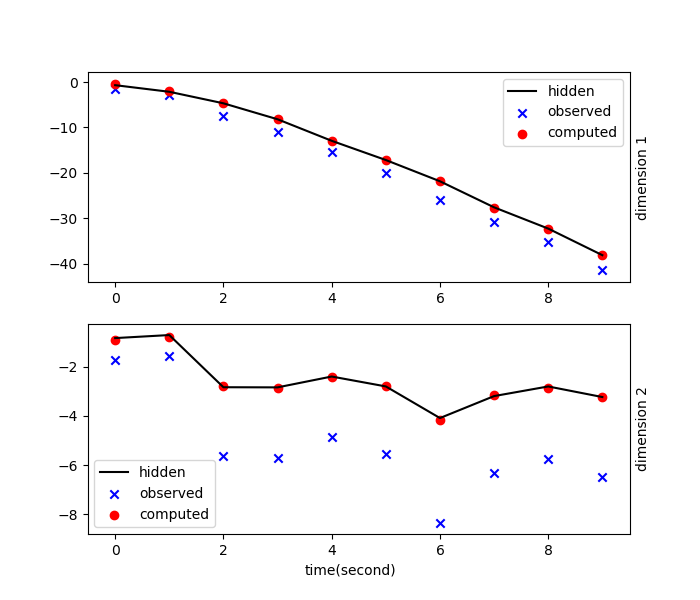 0
−10
−20
−30
−40
hidden
observed
computed
dimension 1
0 2 4 6 8
−2
−4
−6
−8
hidden
observed
computed
dimension 2
0 2 4 6 8
time(second)